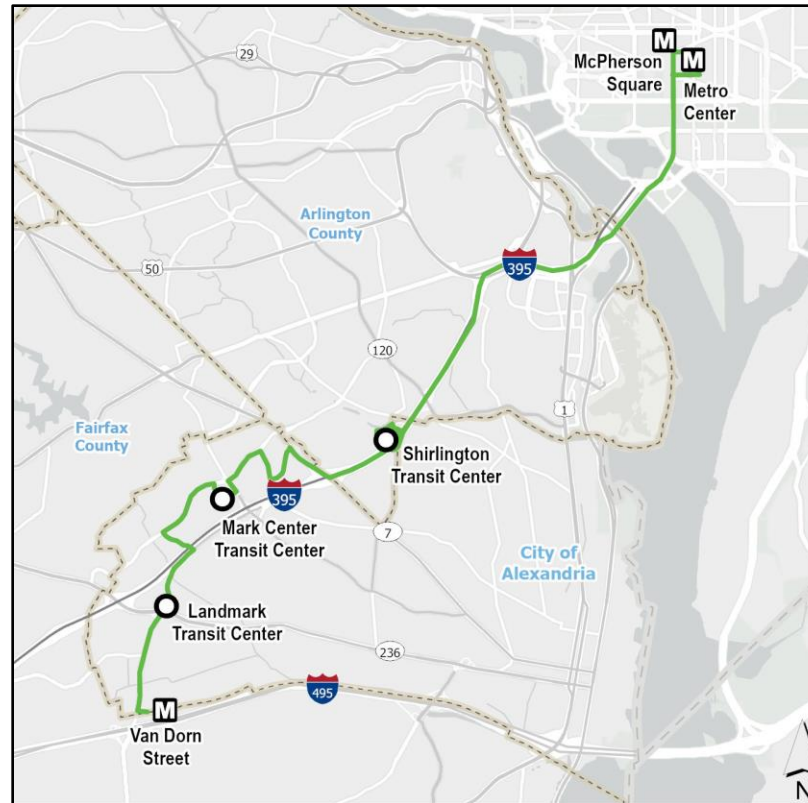 29
M
M
McPherson
Square
Metro
Center
Arlington
County
50
395
120
1
Fairfax
County
Shirlington
Transit Center
395
Mark Center
Transit Center
7
City of
Alexandria
Landmark
Transit Center
236
495
M
Van Dorn
Street
N